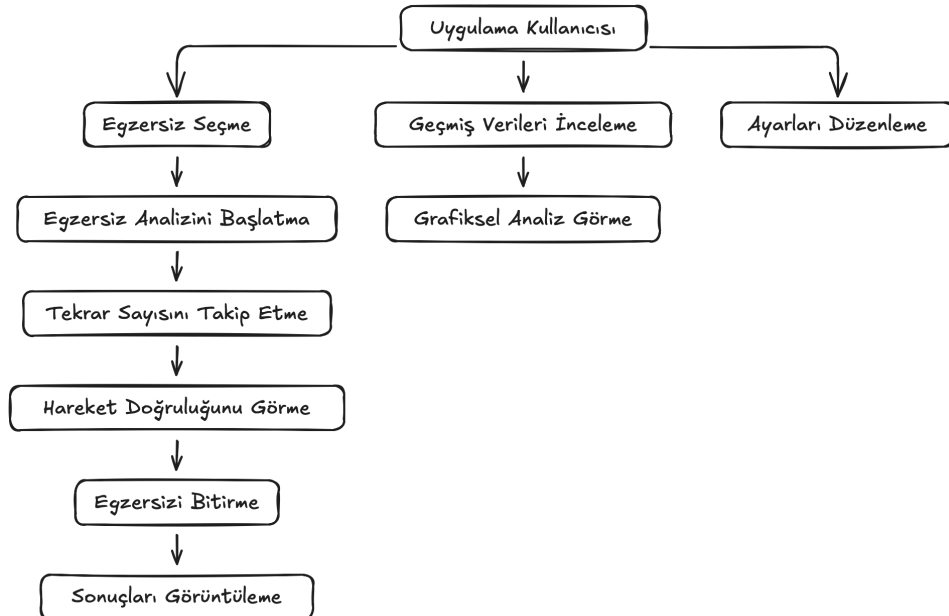 Uygulama Kullanıcısı
Egzersiz Seçme
Geçmiş Verileri İnceleme
Ayarları Düzenleme
Egzersiz Analizini Başlatma
Grafiksel Analiz Görme
Tekrar Sayısını Takip Etme
Hareket Doğruluğunu Görme
Egzersizi Bitirme
Sonuçları Görüntüleme